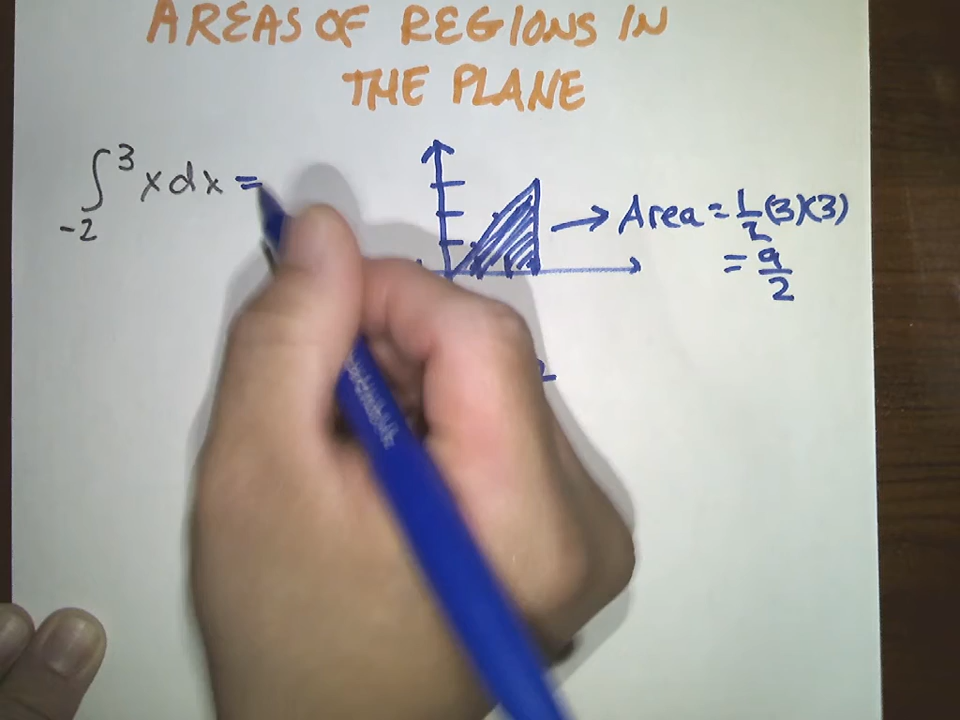 AREAS OF REGIONS IN
THE PLANE
∫ 3 -2 x dx =
Area = 1/2 (3)(3)
= 9/2